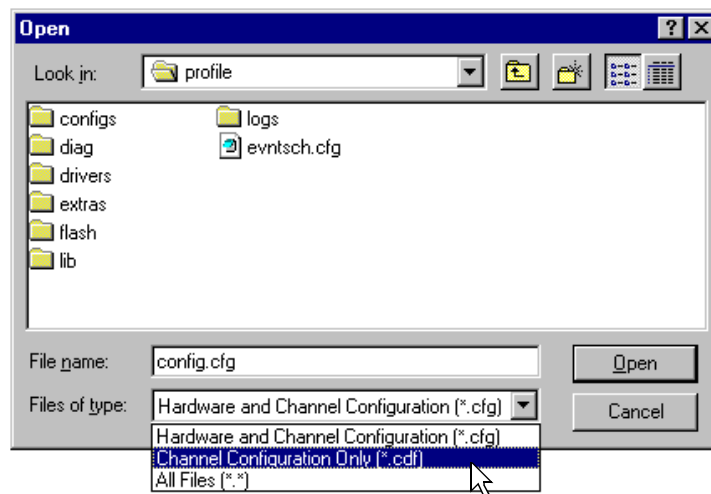 Open
Look in:
profile
configs
diag
drivers
extras
flash
lib
logs
evntsch.cfg
File name:
config.cfg
Open
Files of type:
Hardware and Channel Configuration (*.cfg)
Cancel
Hardware and Channel Configuration (*.cfg)
Channel Configuration Only (*.cdf)
All Files (*.*)